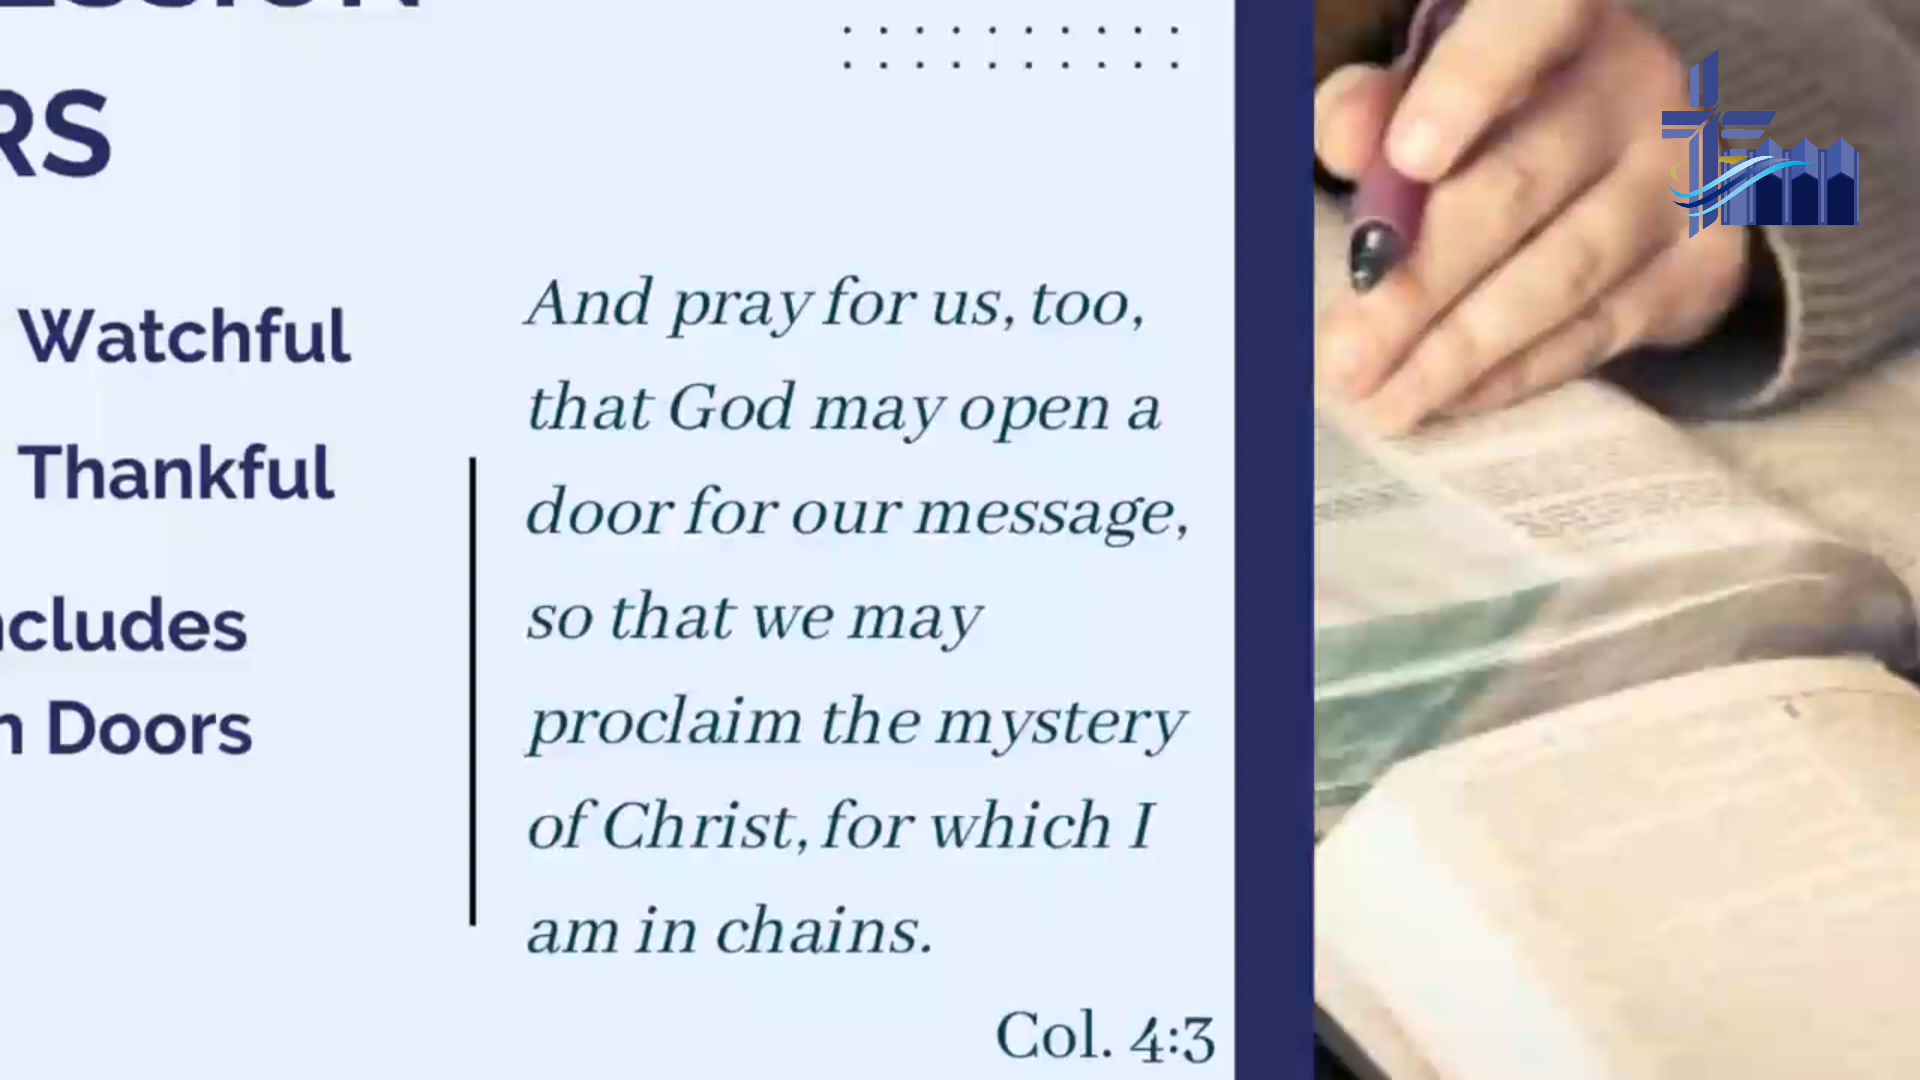 RS
Watchful
Thankful
Doors
And pray for us, too,
that God may open a
door for our message,
so that we may
proclaim the mystery
of Christ, for which I
am in chains.
Col. 4:3